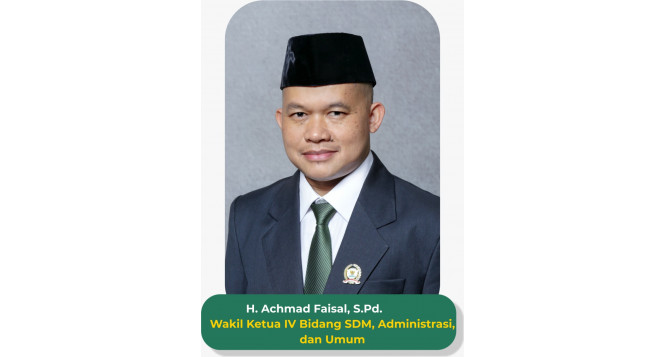 H. Achmad Faisal, S.Pd.
Wakil Ketua IV Bidang SDM, Administrasi,
dan Umum